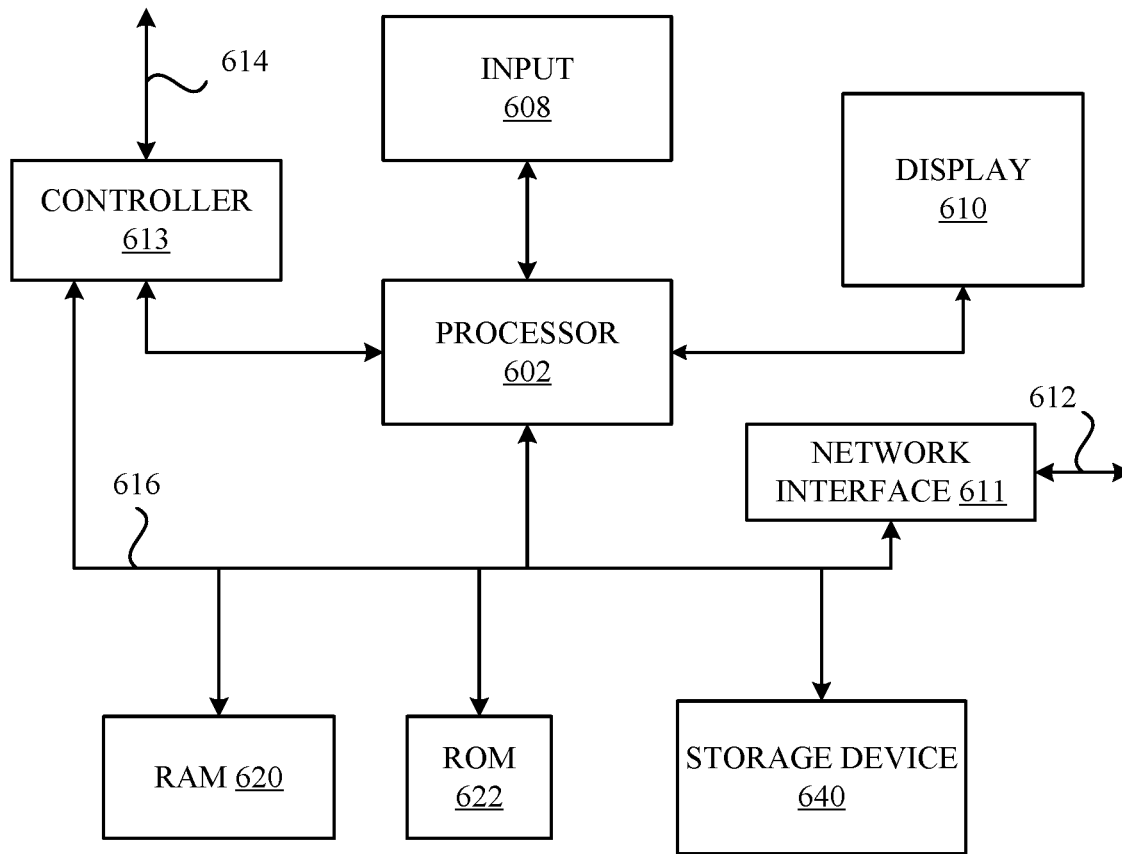 614
INPUT
608
CONTROLLER
613
DISPLAY
610
PROCESSOR
602
612
NETWORK
INTERFACE 611
616
RAM 620
ROM
622
STORAGE DEVICE
640